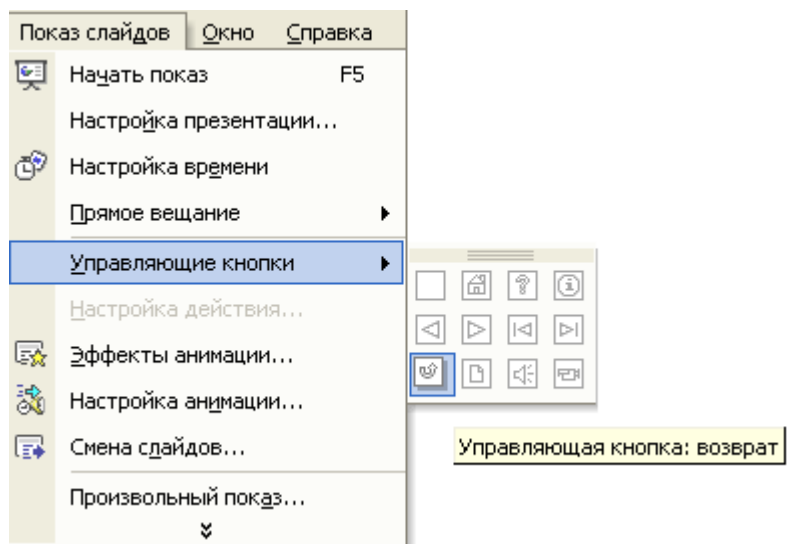 Показ слайдов Окно Справка
Начать показ F5
Настройка презентации...
Настройка времени
Прямое вещание
Управляющие кнопки
Настройка действия...
Эффекты анимации...
Настройка анимации...
Смена слайдов...
Управляющая кнопка: возврат
Произвольный показ...